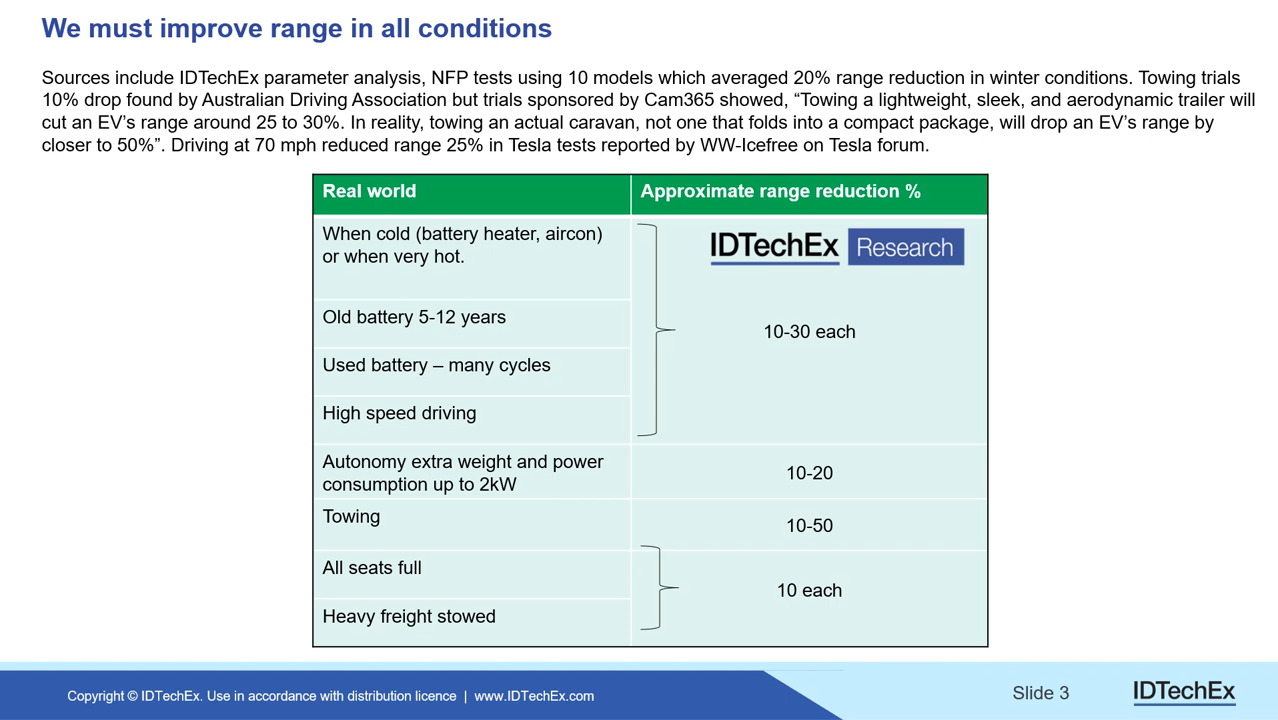 We must improve range in all conditions
Sources include IDTechEx parameter analysis, NFP tests using 10 models which averaged 20% range reduction in winter conditions. Towing trials
10% drop found by Australian Driving Association but trials sponsored by Cam365 showed, “Towing a lightweight, sleek, and aerodynamic trailer will
cut an EV’s range around 25 to 30%. In reality, towing an actual caravan, not one that folds into a compact package, will drop an EV’s range by
closer to 50%”. Driving at 70 mph reduced range 25% in Tesla tests reported by WW-Icefree on Tesla forum.
Real world
Approximate range reduction %
When cold (battery heater, aircon)
or when very hot.
IDTechEx Research
Old battery 5-12 years
10-30 each
Used battery – many cycles
High speed driving
Autonomy extra weight and power
consumption up to 2kW
10-20
Towing
10-50
All seats full
10 each
Heavy freight stowed
Copyright © IDTechEx. Use in accordance with distribution licence | www.IDTechEx.com
Slide 3
IDTechEx